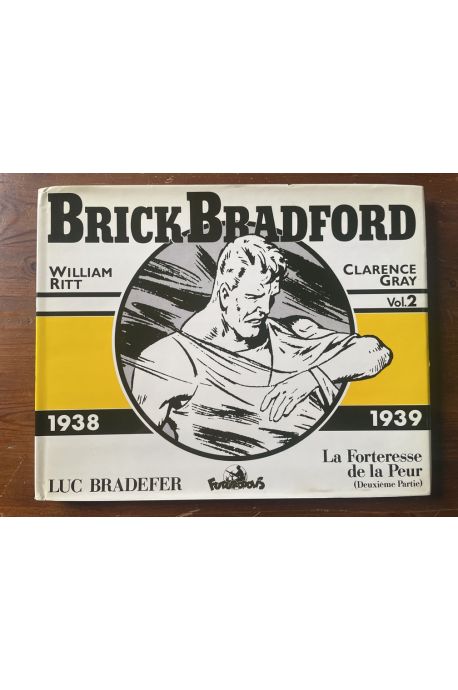 BRICK BRADFORD
WILLIAM
RITT
CLARENCE
GRAY
Vol.2
1938
1939
La Forteresse
de la Peur
(Deuxième Partie)
LUC BRADEFER
FUTUROPOLIS